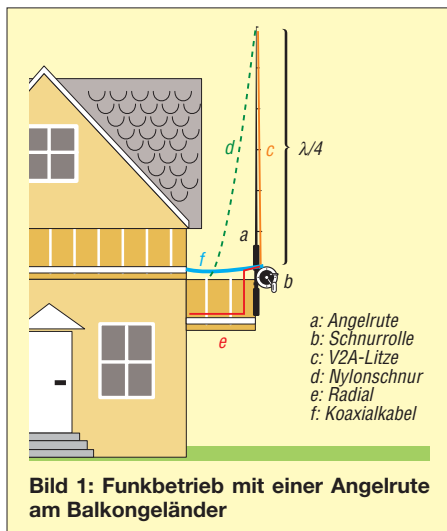 d
c
λ/4
a
f
b
e
a: Angelrute
b: Schnurrolle
c: V2A-Litze
d: Nylonschnur
e: Radial
f: Koaxialkabel
Bild 1: Funkbetrieb mit einer Angelrute
am Balkongeländer